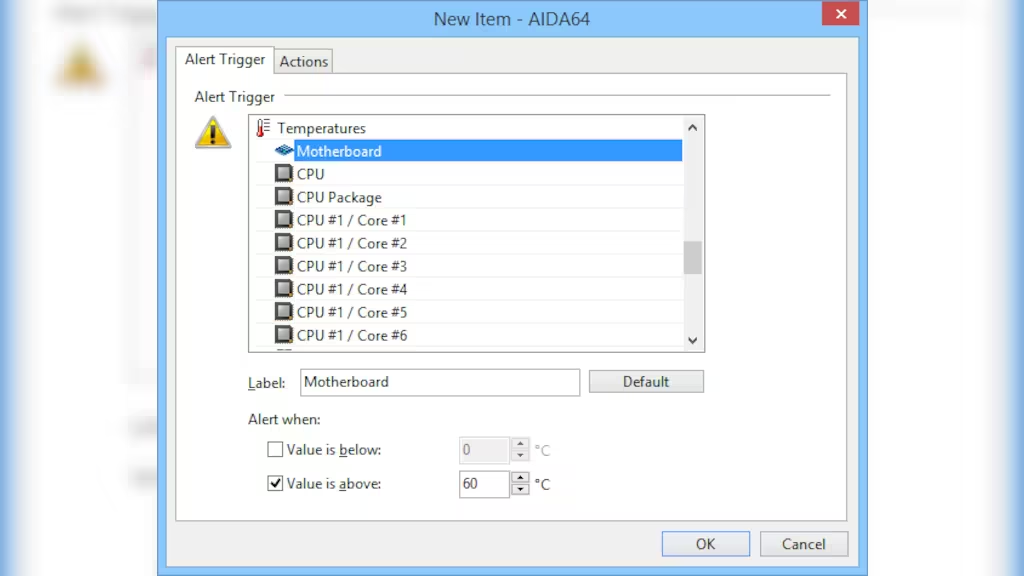 New Item - AIDA64
Alert Trigger
Actions
Alert Trigger
Temperatures
Motherboard
CPU
CPU Package
CPU #1 / Core #1
CPU #1 / Core #2
CPU #1 / Core #3
CPU #1 / Core #4
CPU #1 / Core #5
CPU #1 / Core #6
Label: Motherboard Default
Alert when:
Value is below: 0 °C
Value is above: 60 °C
OK Cancel